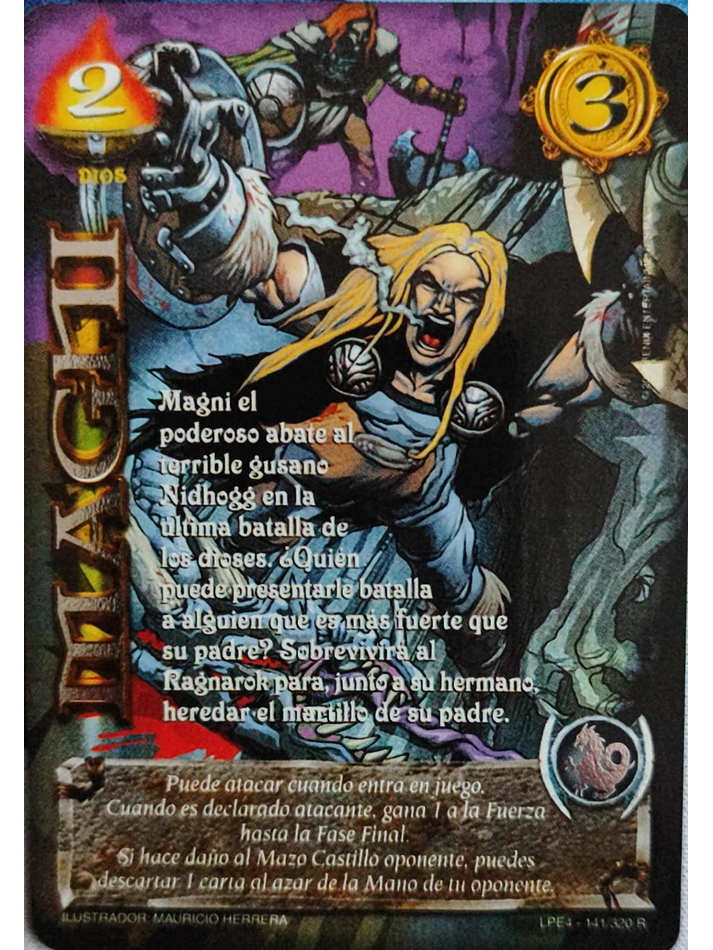 2
3
DIOS
MAGNI
Magni el
poderoso abate al
terrible gusano
Nidhogg en la
última batalla de
los dioses. ¿Quién
puede presentarle batalla
a alguien que es más fuerte que
su padre? Sobrevivirá al
Ragnarok para, junto a su hermano,
heredar el martillo de su padre.
Puede atacar cuando entra en juego.
Cuando es declarado atacante, gana 1 a la Fuerza
hasta la Fase Final.
Si hace daño al Mazo Castillo oponente, puedes
descartar 1 carta al azar de la Mano de tu oponente.
ILUSTRADOR: MAURICIO HERRERA
LPE4 - 141/320 R